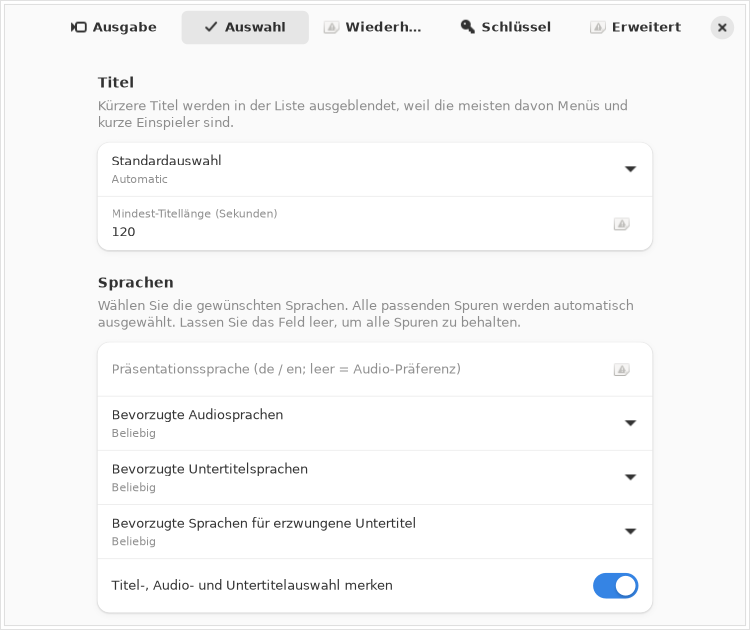 Ausgabe
Auswahl
Wiederh...
Schlüssel
Erweitert
Titel
Kürzere Titel werden in der Liste ausgeblendet, weil die meisten davon Menüs und
kurze Einspieler sind.
Standardauswahl
Automatic
Mindest-Titellänge (Sekunden)
120
Sprachen
Wählen Sie die gewünschten Sprachen. Alle passenden Spuren werden automatisch
ausgewählt. Lassen Sie das Feld leer, um alle Spuren zu behalten.
Präsentationssprache (de / en; leer = Audio-Präferenz)
Bevorzugte Audiosprachen
Beliebig
Bevorzugte Untertitelsprachen
Beliebig
Bevorzugte Sprachen für erzwungene Untertitel
Beliebig
Titel-, Audio- und Untertitelauswahl merken